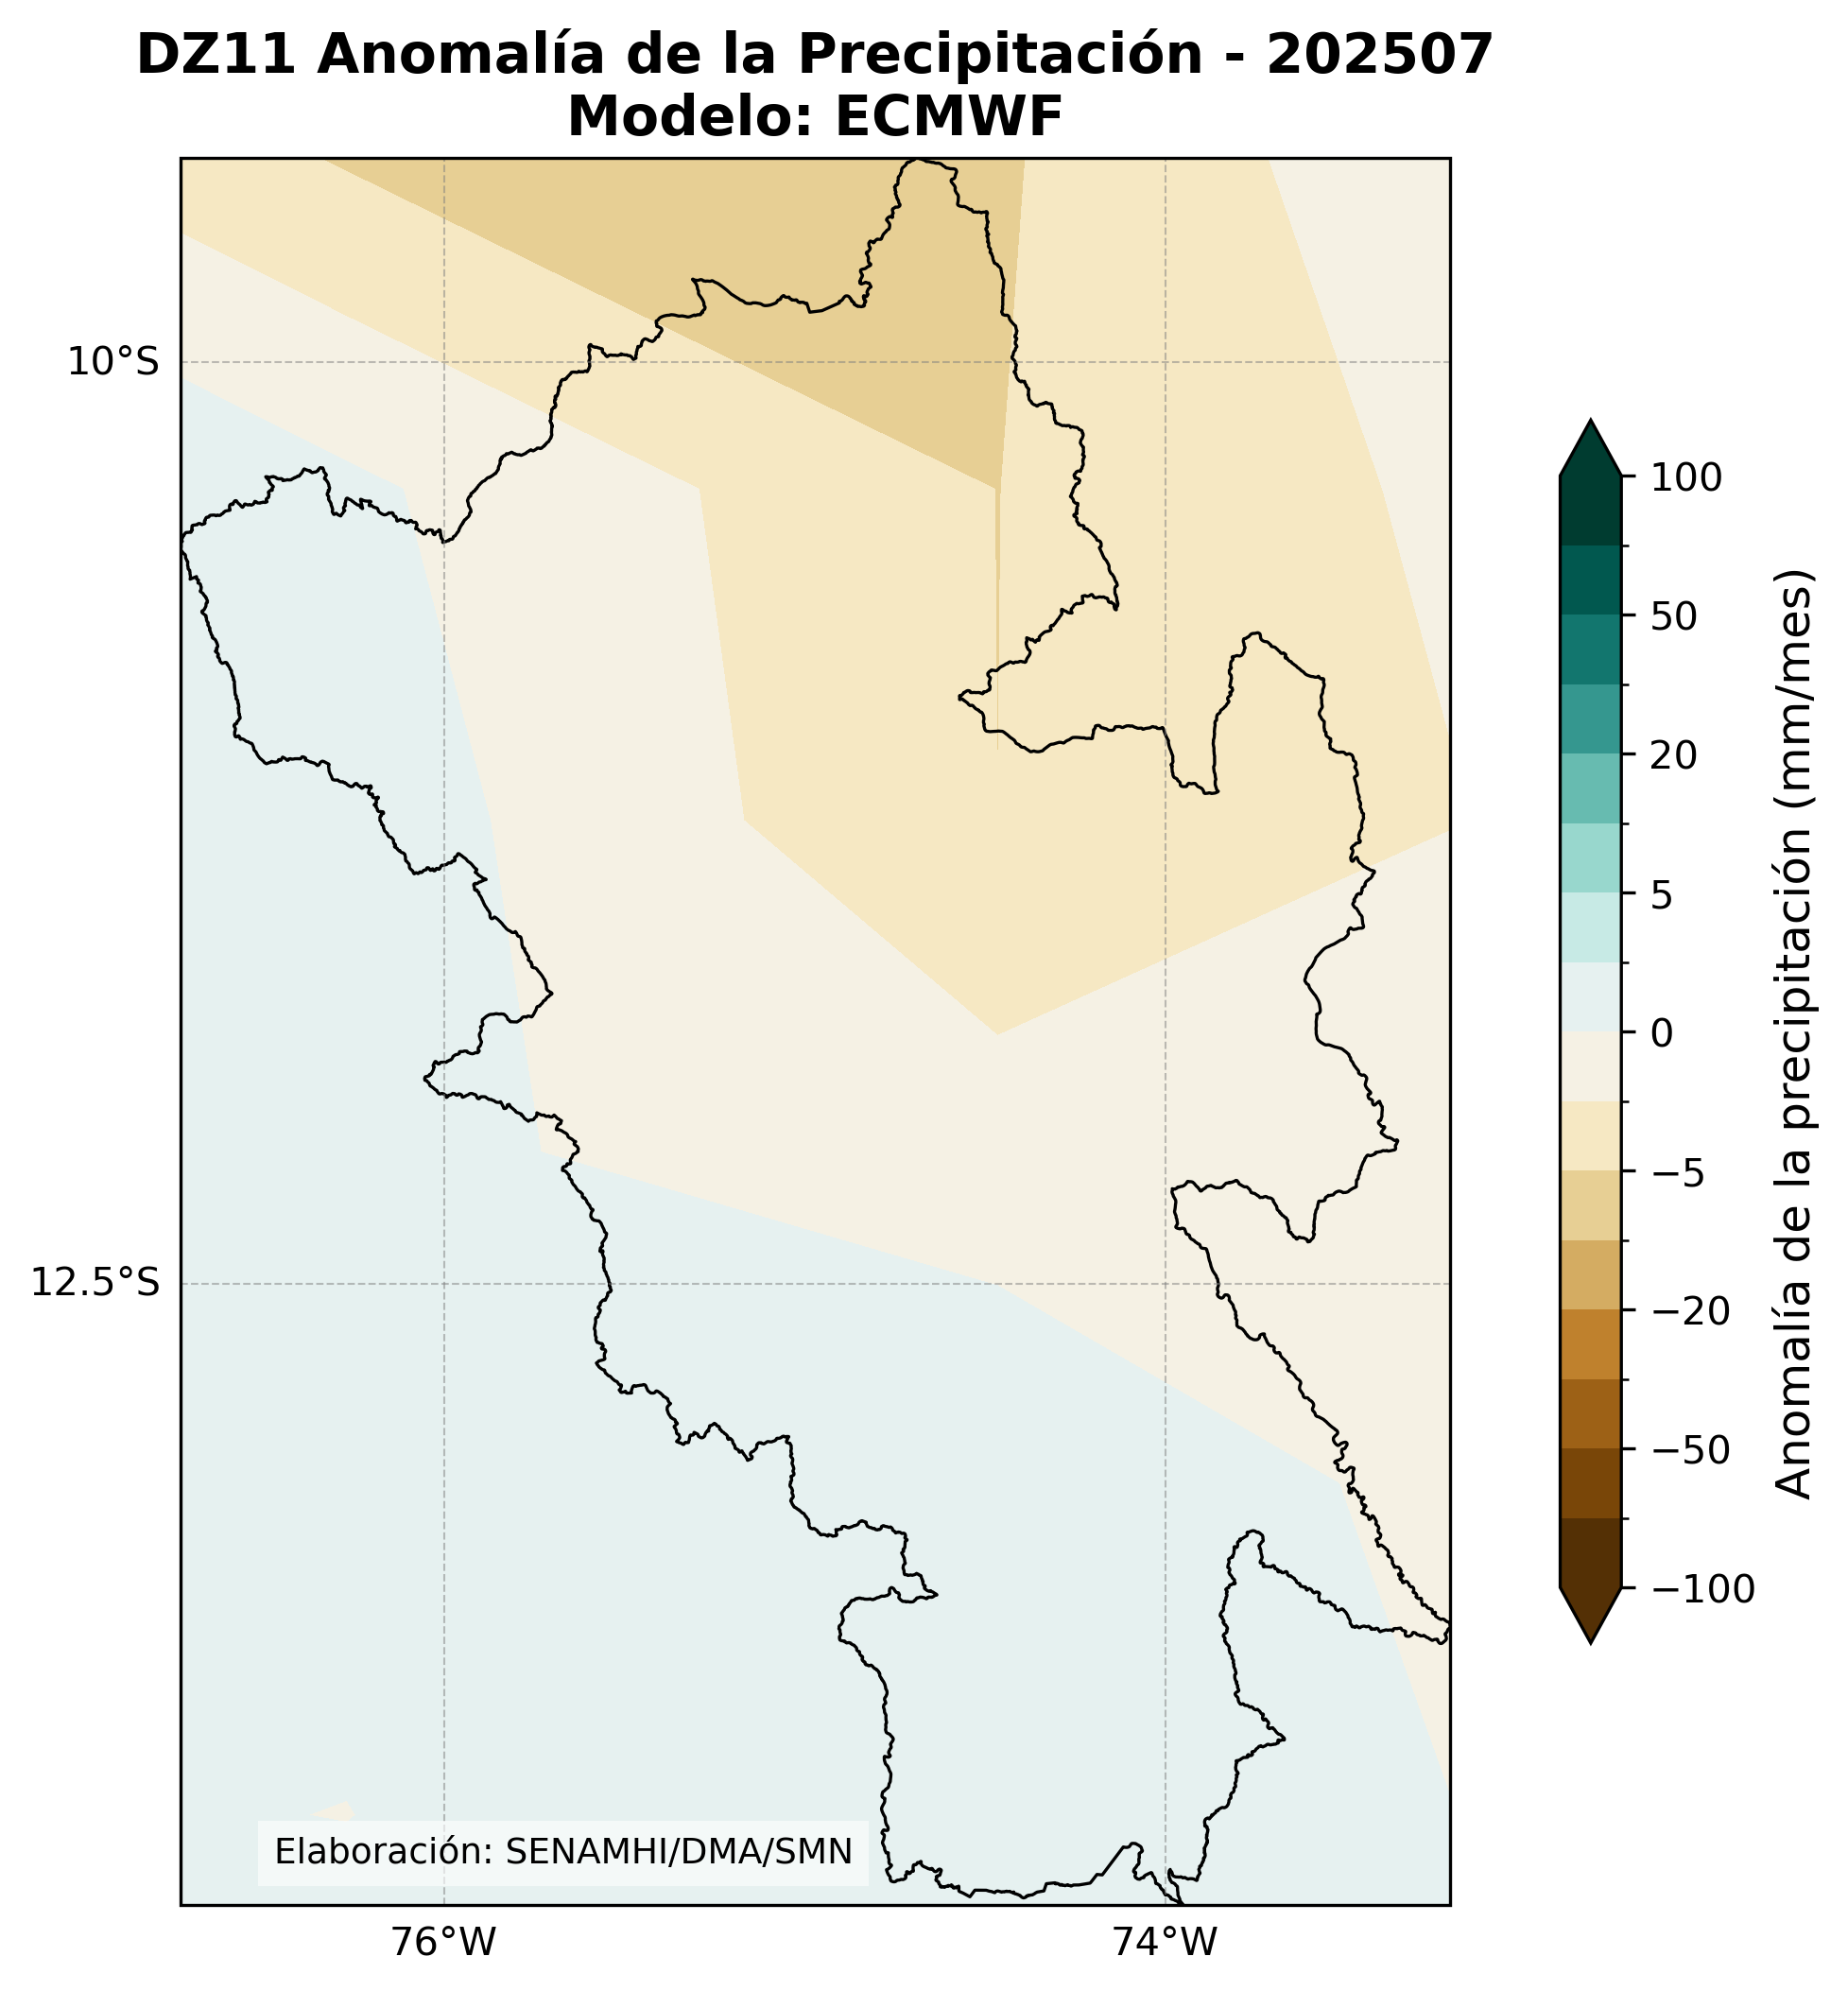 DZ11 Anomalía de la Precipitación - 202507
Modelo: ECMWF
10°S
12.5°S
76°W
74°W
Elaboración: SENAMHI/DMA/SMN
100
50
20
5
0
−5
−20
−50
−100
Anomalía de la precipitación (mm/mes)